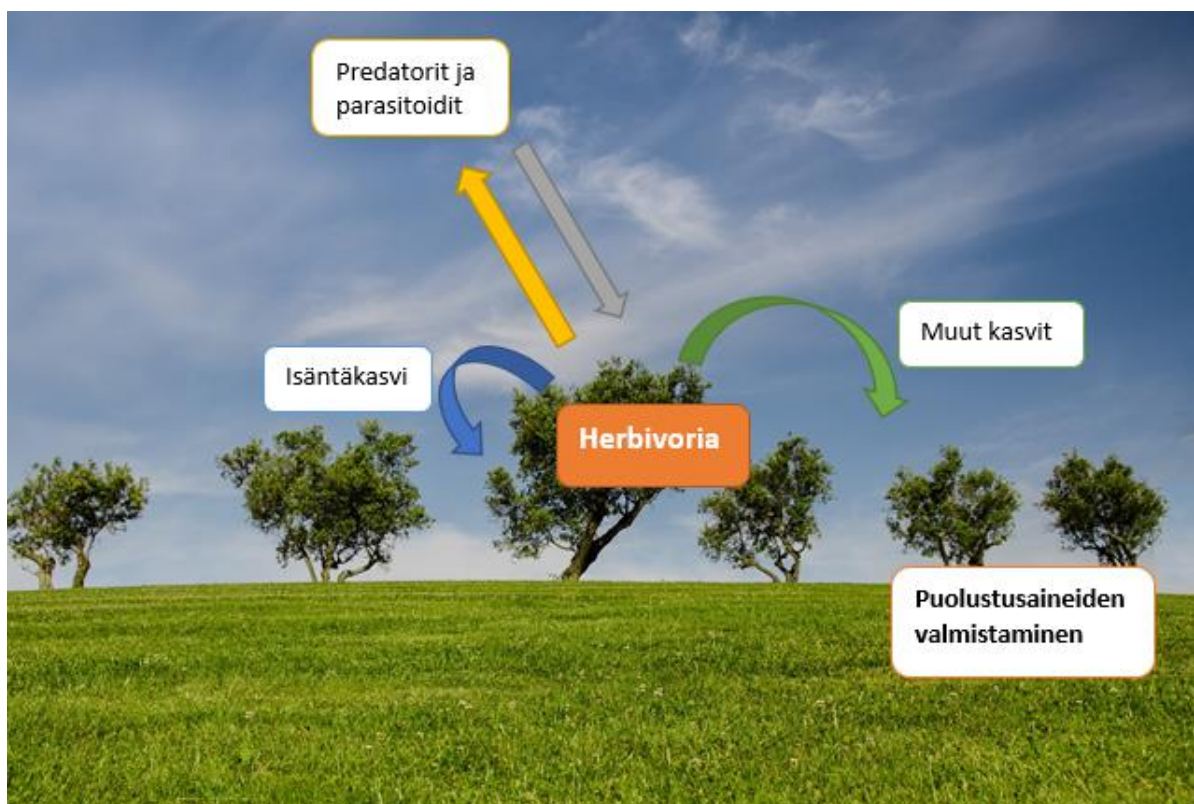 Predatorit ja
parasitoidit
Muut kasvit
Isäntäkasvi
Herbivoria
Puolustusaineiden
valmistaminen